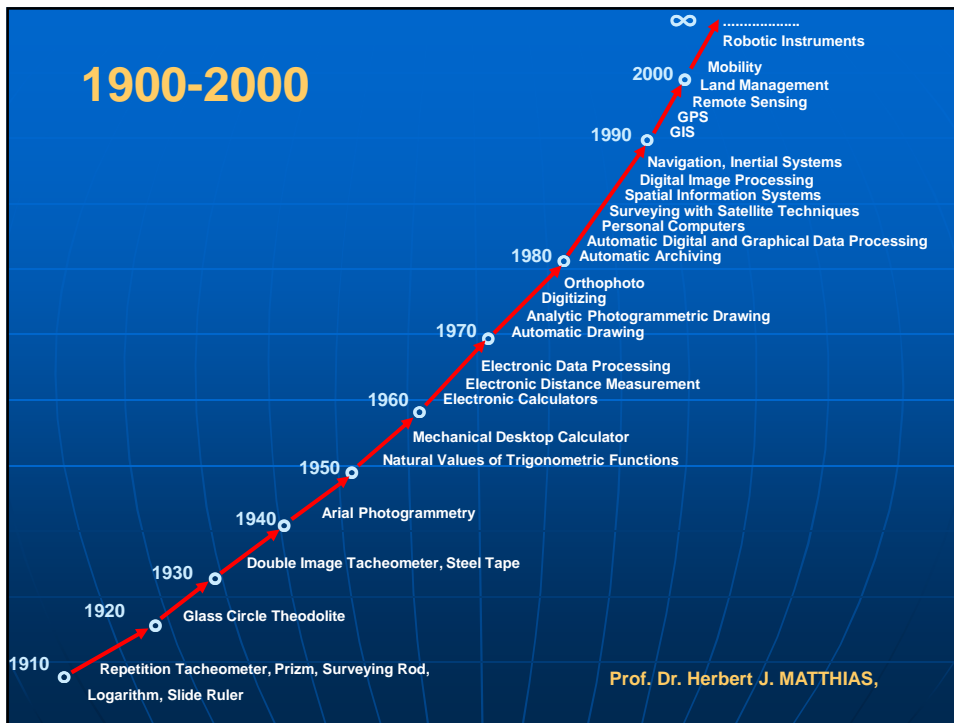 ∞ ...................
Robotic Instruments
1900-2000
Mobility
2000
Land Management
Remote Sensing
GPS
1990
GIS
Navigation, Inertial Systems
Digital Image Processing
Spatial Information Systems
Surveying with Satellite Techniques
Personal Computers
Automatic Digital and Graphical Data Processing
1980
Automatic Archiving
Orthophoto
Digitizing
Analytic Photogrammetric Drawing
1970
Automatic Drawing
Electronic Data Processing
Electronic Distance Measurement
1960
Electronic Calculators
Mechanical Desktop Calculator
1950
Natural Values of Trigonometric Functions
1940
Arial Photogrammetry
1930
Double Image Tacheometer, Steel Tape
1920
Glass Circle Theodolite
1910
Repetition Tacheometer, Prizm, Surveying Rod,
Logarithm, Slide Ruler
Prof. Dr. Herbert J. MATTHIAS,